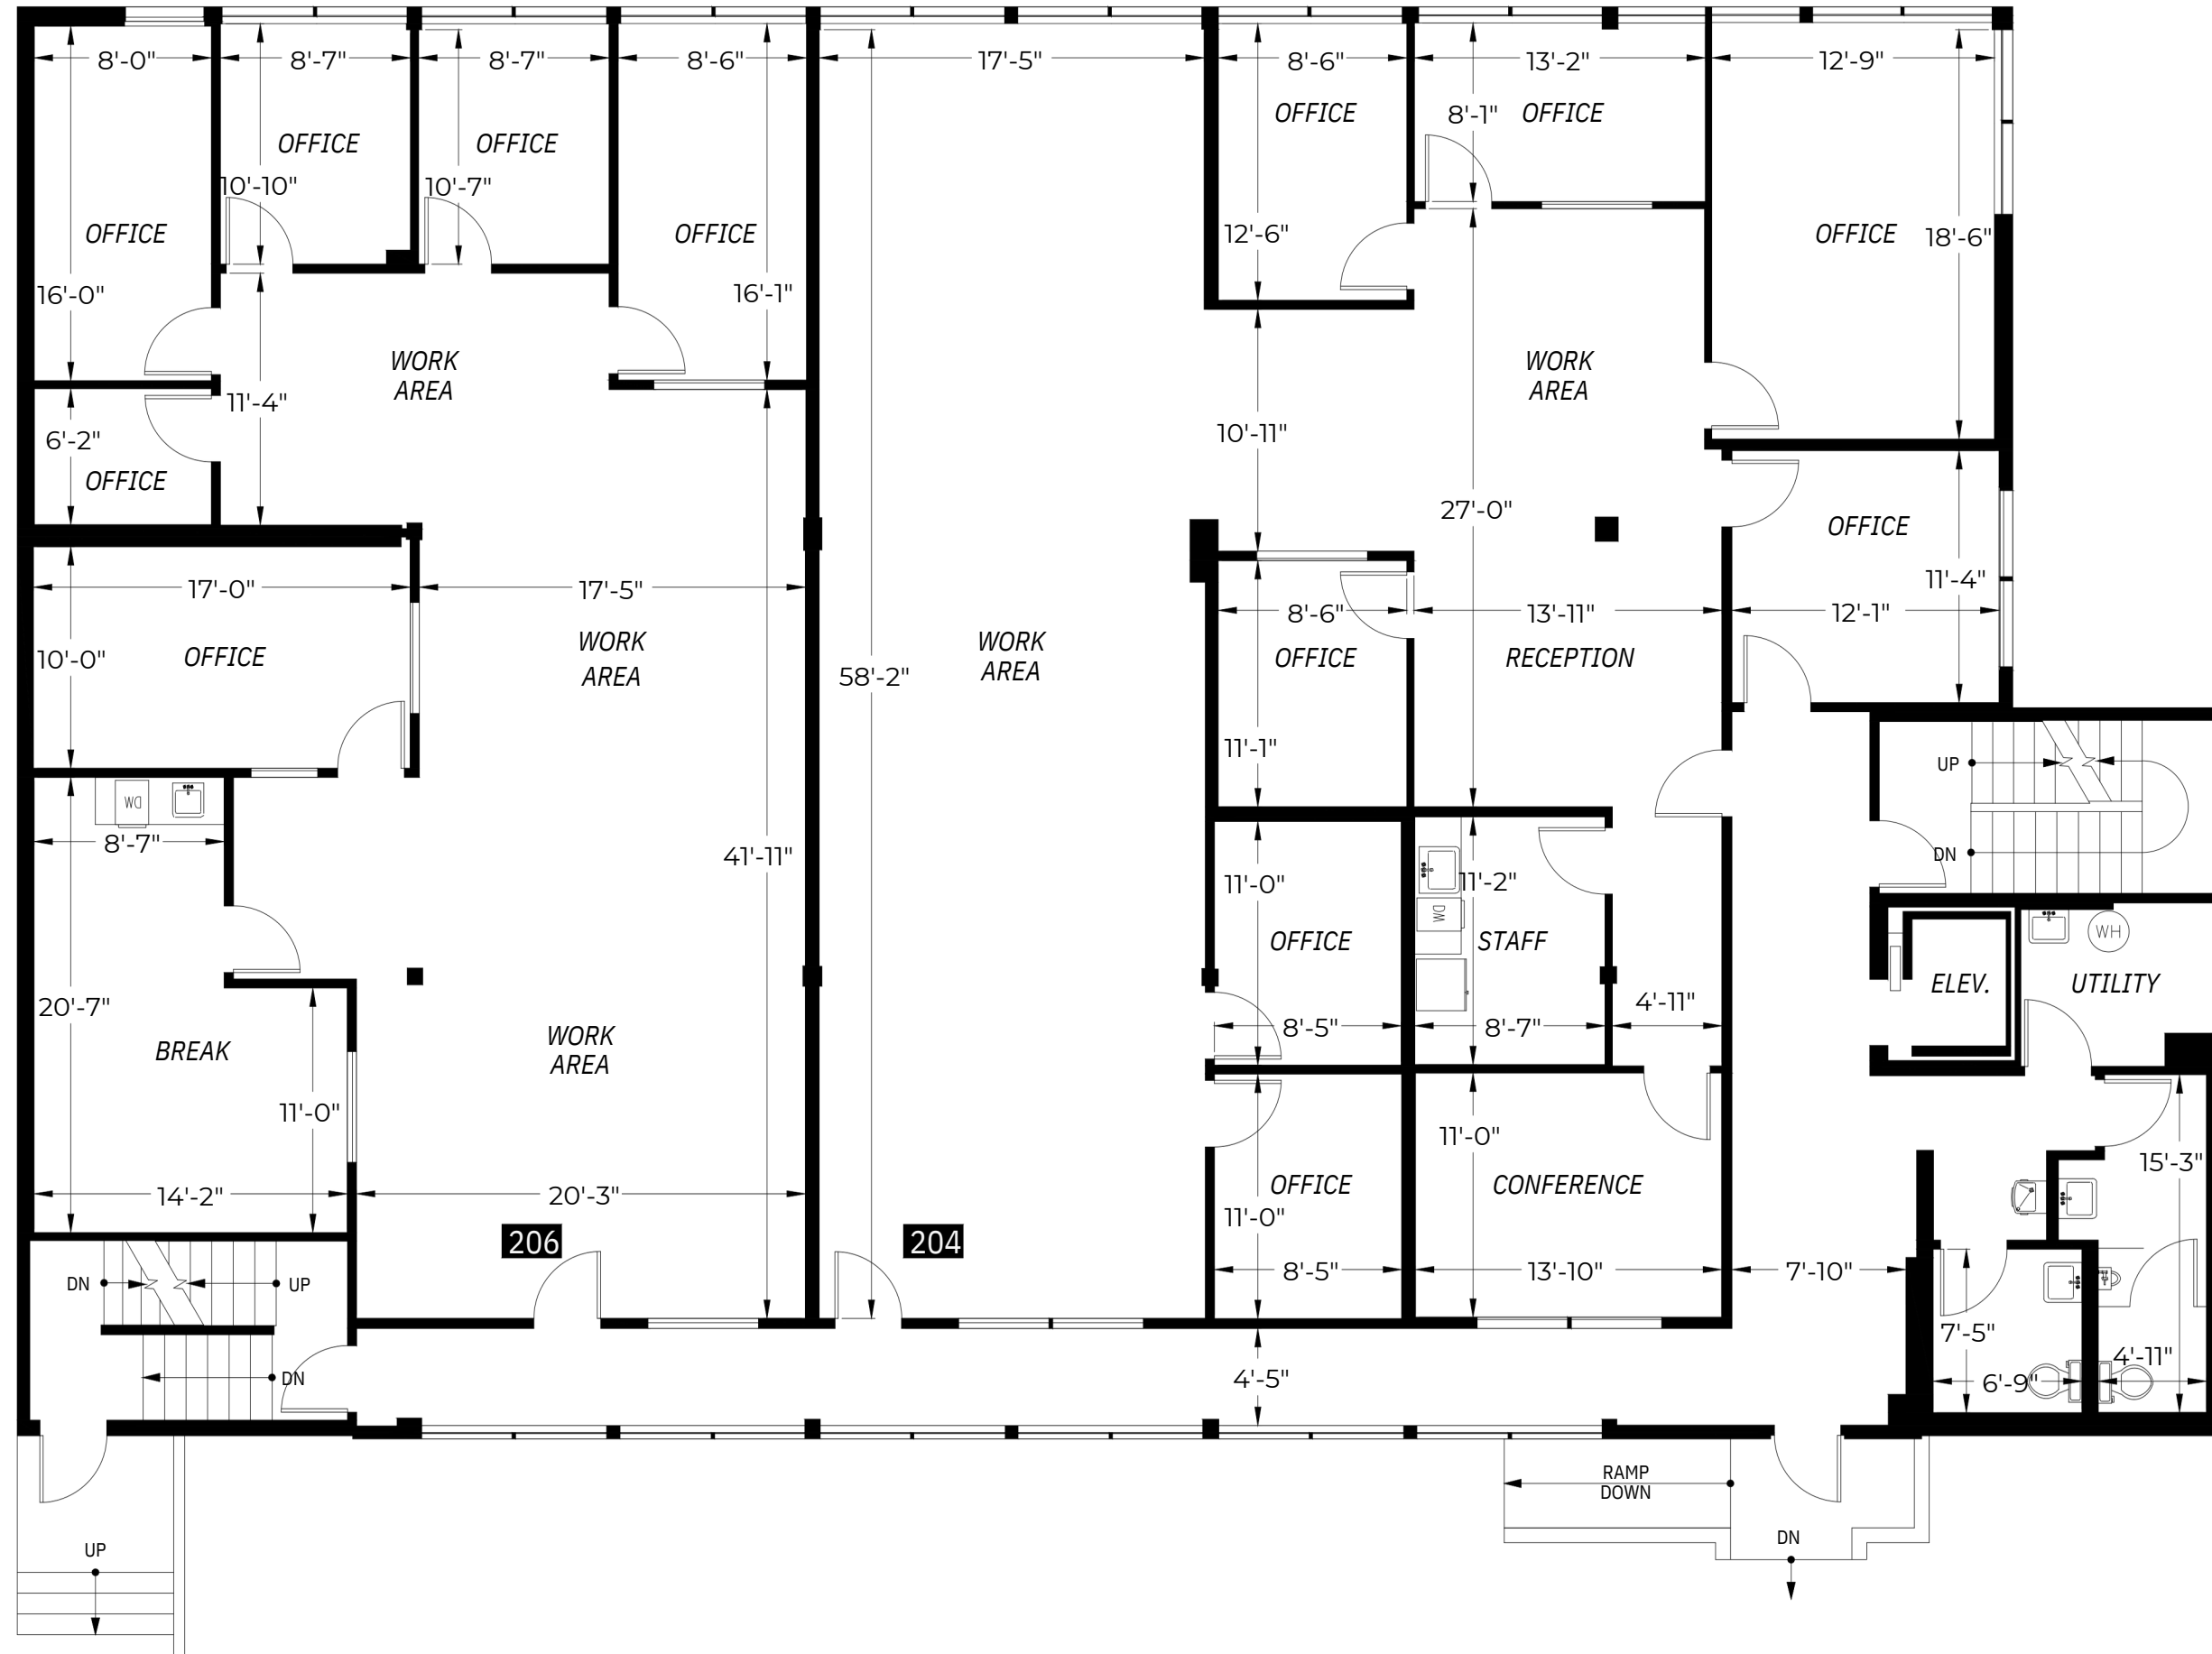 8'-0"
8'-7"
8'-7"
8'-6"
17'-5"
8'-6"
13'-2"
12'-9"
OFFICE
OFFICE
8'-1"
OFFICE
OFFICE
OFFICE
10'-10"
10'-7"
OFFICE
OFFICE
12'-6"
OFFICE
18'-6"
16'-0"
16'-1"
WORK
AREA
WORK
AREA
11'-4"
6'-2"
10'-11"
OFFICE
27'-0"
OFFICE
17'-0"
17'-5"
11'-4"
8'-6"
13'-11"
12'-1"
WORK
AREA
WORK
AREA
OFFICE
10'-0"
58'-2"
OFFICE
RECEPTION
11'-1"
UP
DW
8'-7"
41'-11"
DN
11'-0"
11'-2"
DW
WH
OFFICE
STAFF
ELEV.
UTILITY
20'-7"
4'-11"
BREAK
WORK
AREA
8'-5"
8'-7"
11'-0"
11'-0"
15'-3"
14'-2"
20'-3"
OFFICE
CONFERENCE
11'-0"
206
204
DN
UP
8'-5"
13'-10"
7'-10"
7'-5"
4'-11"
DN
4'-5"
6'-9"
RAMP
DOWN
UP
DN